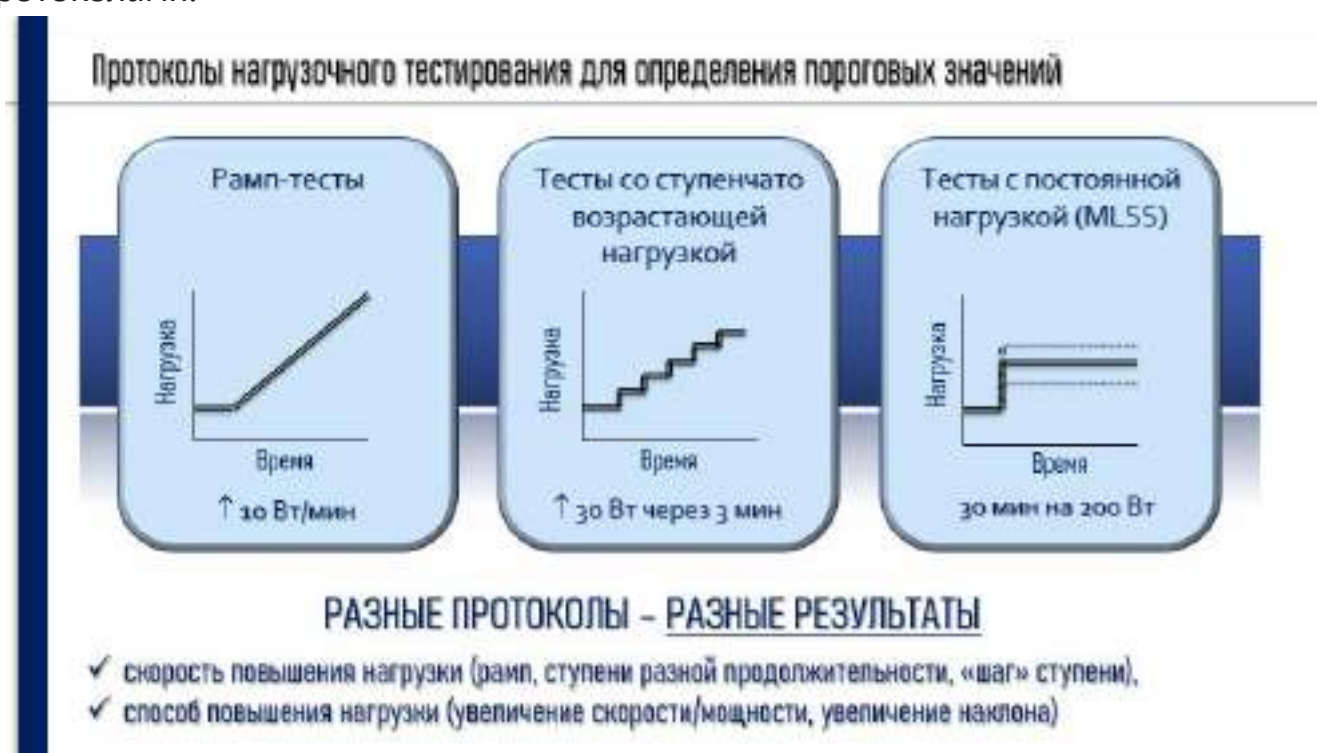 Протоколы нагрузочного тестирования для определения пороговых значений
Рамп-тесты
Нагрузка
Время
↑ 10 Вт/мин
Тесты со ступенчато
возрастающей
нагрузкой
Нагрузка
Время
↑ 30 Вт через 3 мин
Тесты с постоянной
нагрузкой (MLSS)
Нагрузка
Время
30 мин на 200 Вт
РАЗНЫЕ ПРОТОКОЛЫ – РАЗНЫЕ РЕЗУЛЬТАТЫ
✓ скорость повышения нагрузки (рамп, ступени разной продолжительности, «шаг» ступени),
✓ способ повышения нагрузки (увеличение скорости/мощности, увеличение наклона)